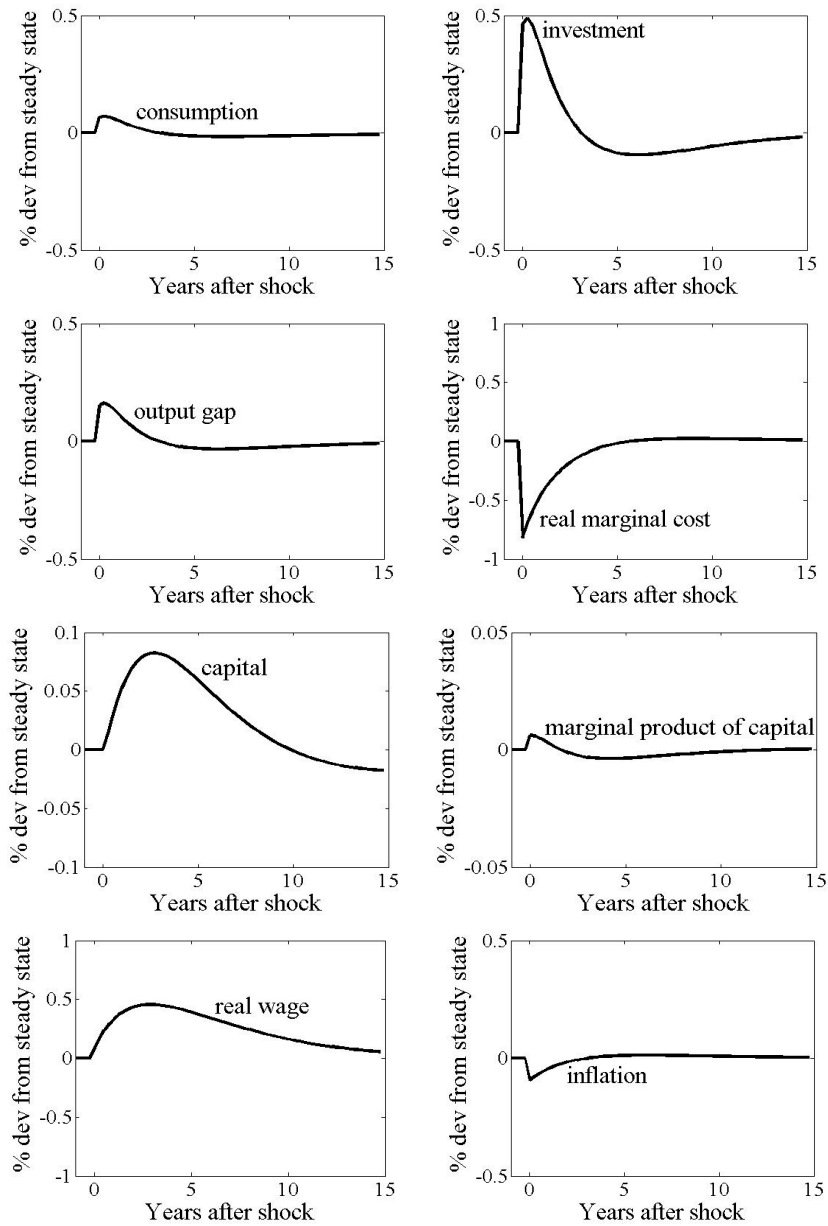 % dev from steady state
0.5
0
-0.5
consumption
0 5 10 15
Years after shock
% dev from steady state
0.5
0
-0.5
investment
0 5 10 15
Years after shock
% dev from steady state
0.5
0
-0.5
output gap
0 5 10 15
Years after shock
% dev from steady state
1
0.5
0
-0.5
-1
real marginal cost
0 5 10 15
Years after shock
% dev from steady state
0.1
0.05
0
-0.05
-0.1
capital
0 5 10 15
Years after shock
% dev from steady state
0.05
0
-0.05
marginal product of capital
0 5 10 15
Years after shock
% dev from steady state
1
0.5
0
-0.5
-1
real wage
0 5 10 15
Years after shock
% dev from steady state
0.5
0
-0.5
inflation
0 5 10 15
Years after shock